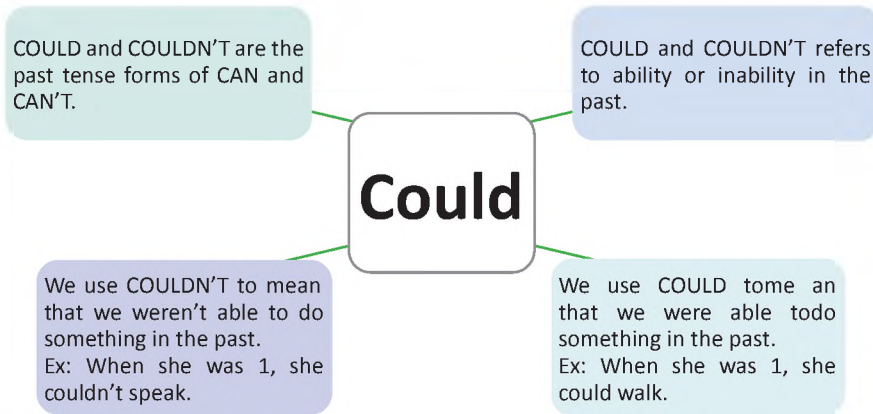 COULD and COULDN'T are the
past tense forms of CAN and
CAN'T.
COULD and COULDN'T refers
to ability or inability in the
past.
Could
We use COULDN'T to mean
that we weren't able to do
something in the past.
Ex: When she was 1, she
couldn't speak.
We use COULD tome an
that we were able todo
something in the past.
Ex: When she was 1, she
could walk.